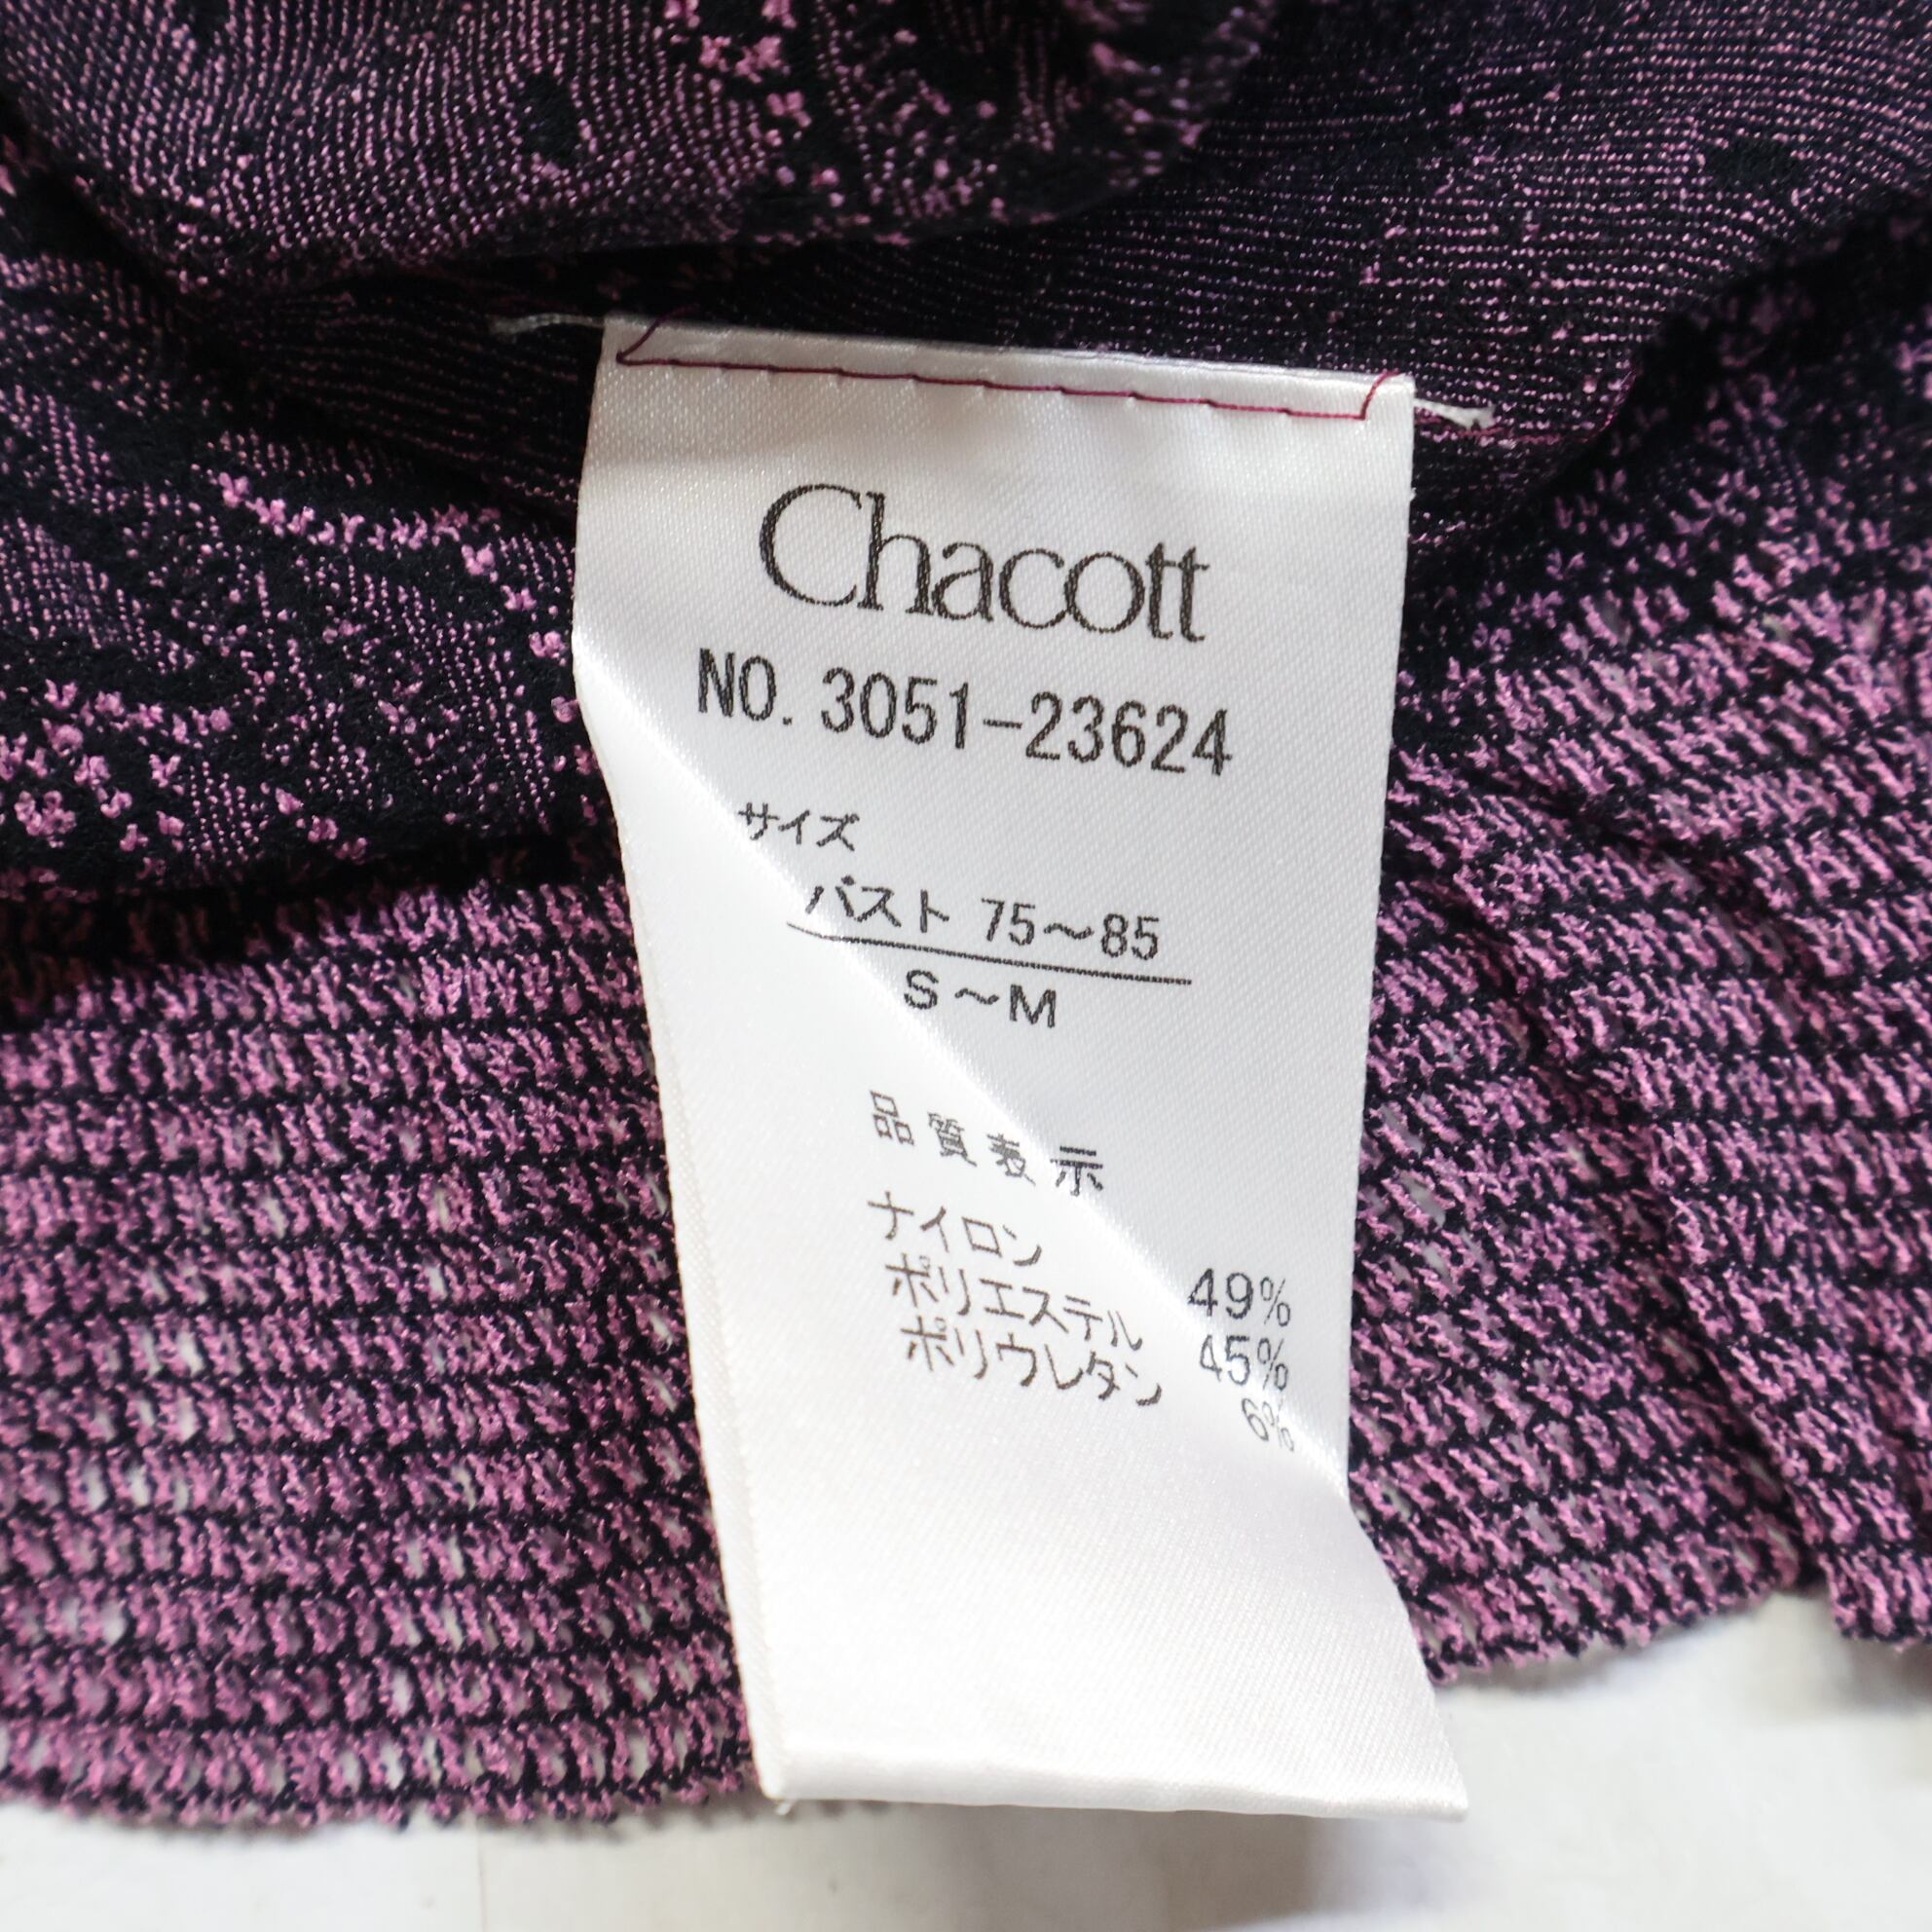 Chacott
NO. 3051-23624
サイズ
バスト 75〜85
S〜M
品質表示
ナイロン 49%
ポリエステル 45%
ポリウレタン 6%